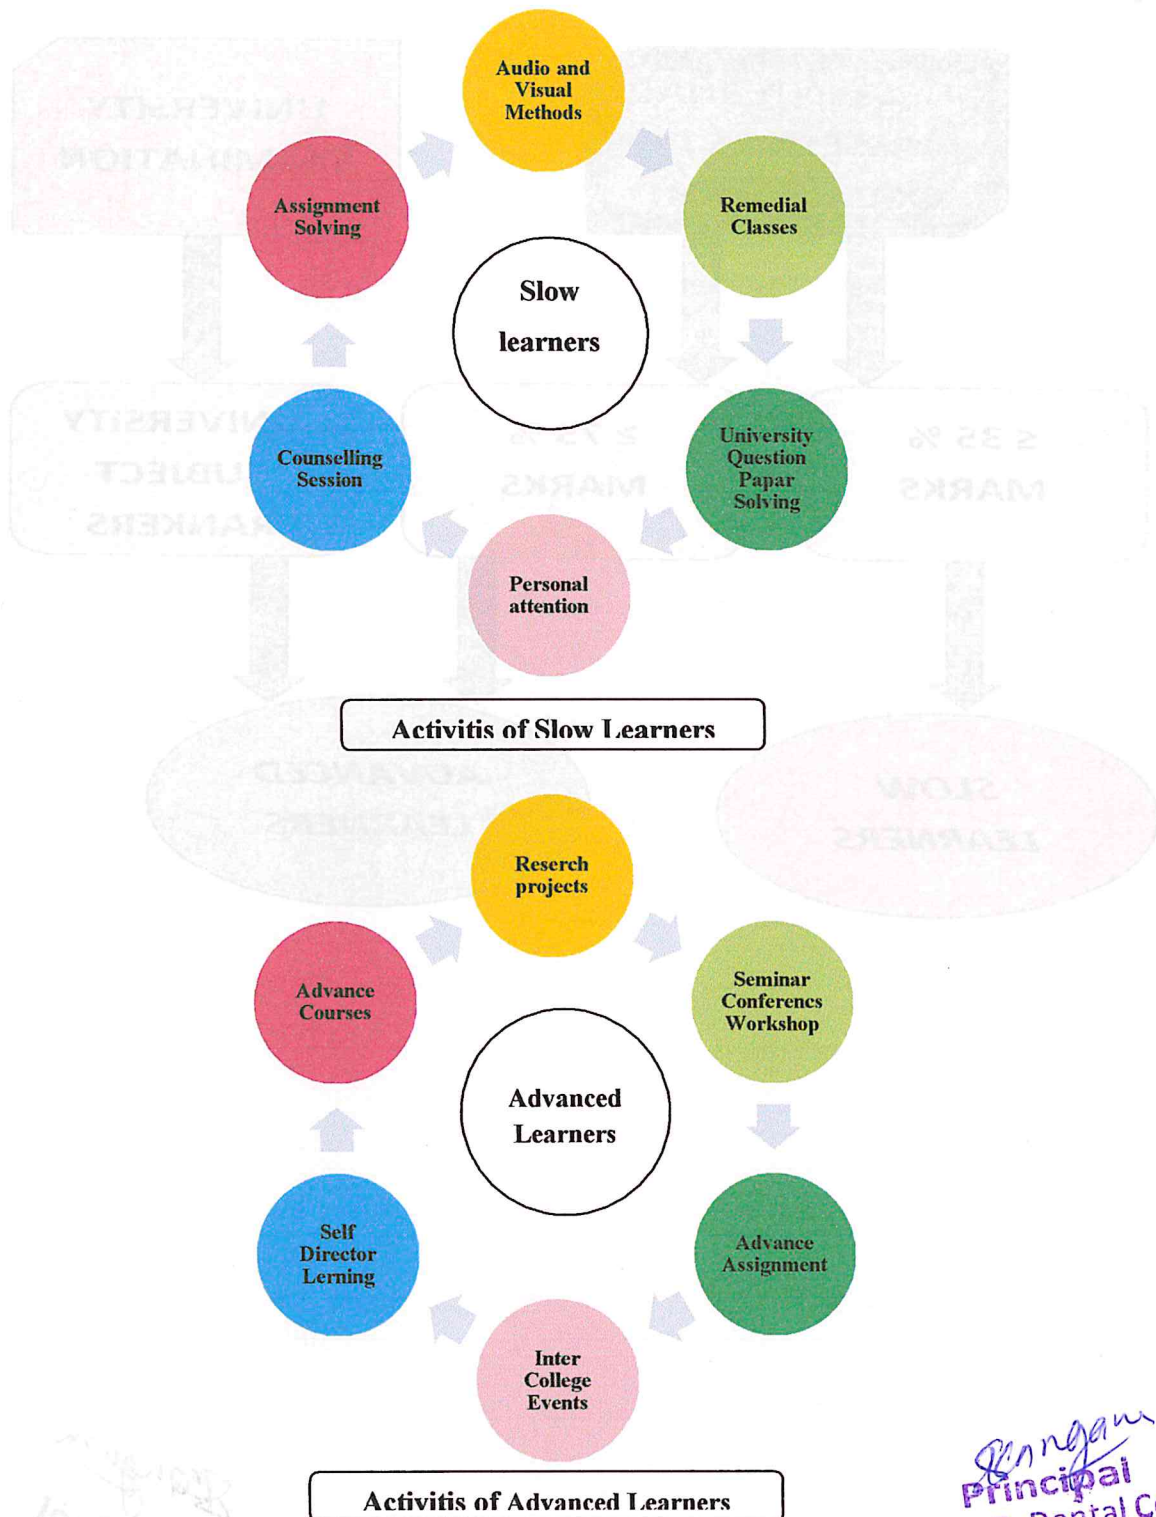 Audio and
Visual
Methods
Remedial
Classes
University
Question
Papar
Solving
Personal
attention
Counselling
Session
Assignment
Solving
Slow
learners
Activitis of Slow Learners
Reserch
projects
Seminar
Conferencs
Workshop
Advance
Assignment
Inter
College
Events
Self
Director
Lerning
Advance
Courses
Advanced
Learners
Activitis of Advanced Learners
Principal
Dental